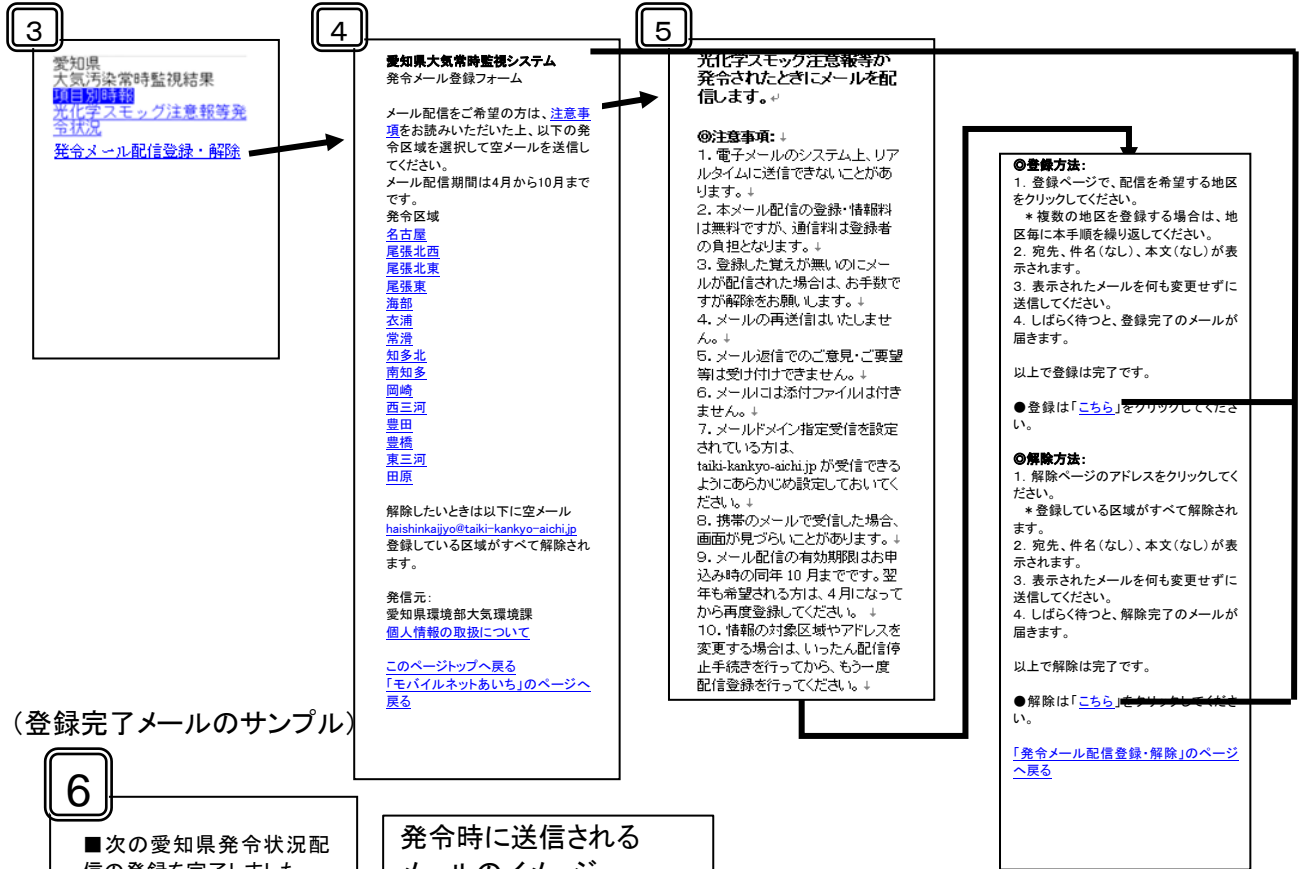 3
愛知県
大気汚染常時監視結果
項目別時報
光化学スモッグ注意報等発
令状況
発令メール配信登録・解除
4
愛知県大気常時監視システム
発令メール登録フォーム
メール配信をご希望の方は、注意事
項をお読みいただいた上、以下の発
令区域を選択して空メールを送信し
てください。
メール配信期間は4月から10月まで
です。
発令区域
名古屋
尾張北西
尾張北東
尾張東
海部
衣浦
常滑
知多北
南知多
岡崎
西三河
豊田
豊橋
東三河
田原
解除したいときは以下に空メール
haishinkaijyo@taiki-kankyo-aichi.jp
登録している区域がすべて解除され
ます。
発信元:
愛知県環境部大気環境課
個人情報の取扱について
このページトップへ戻る
「モバイルネットあいち」のページへ
戻る
5
光化学スモッグ注意報等が
発令されたときにメールを配
信します。↵
◎注意事項:↓
1．電子メールのシステム上、リア
ルタイムに送信できないことがあ
ります。↓
2．本メール配信の登録・情報料
は無料ですが、通信料は登録者
の負担となります。↓
3．登録した覚えが無いのにメー
ルが配信された場合は、お手数で
すが解除をお願いします。↓
4．メールの再送信はいたしませ
ん。↓
5．メール返信でのご意見・ご要望
等は受け付けできません。↓
6．メールには添付ファイルは付き
ません。↓
7．メールドメイン指定受信を設定
されている方は、
taiki-kankyo-aichi.jp が受信できる
ようにあらかじめ設定しておいてく
ださい。↓
8．携帯のメールで受信した場合、
画面が見づらいことがあります。↓
9．メール配信の有効期限はお申
込み時の同年 10 月までです。翌
年も希望される方は、4月になって
から再度登録してください。 ↓
10．情報の対象区域やアドレスを
変更する場合は、いったん配信停
止手続きを行ってから、もう一度
配信登録を行ってください。↓
◎登録方法:
1. 登録ページで、配信を希望する地区
をクリックしてください。
＊複数の地区を登録する場合は、地
区毎に本手順を繰り返してください。
2. 宛先、件名(なし)、本文(なし)が表
示されます。
3. 表示されたメールを何も変更せずに
送信してください。
4. しばらく待つと、登録完了のメールが
届きます。
以上で登録は完了です。
●登録は「こちら」をクリックしてくださ
い。
◎解除方法:
1. 解除ページのアドレスをクリックしてく
ださい。
＊登録している区域がすべて解除され
ます。
2. 宛先、件名(なし)、本文(なし)が表
示されます。
3. 表示されたメールを何も変更せずに
送信してください。
4. しばらく待つと、解除完了のメールが
届きます。
以上で解除は完了です。
●解除は「こちら」をクリックしてくださ
い。
「発令メール配信登録・解除」のページ
へ戻る
(登録完了メールのサンプル)
6
■次の愛知県発令状況配
信の登録を完了しました
発令時に送信される
メールのイメージ